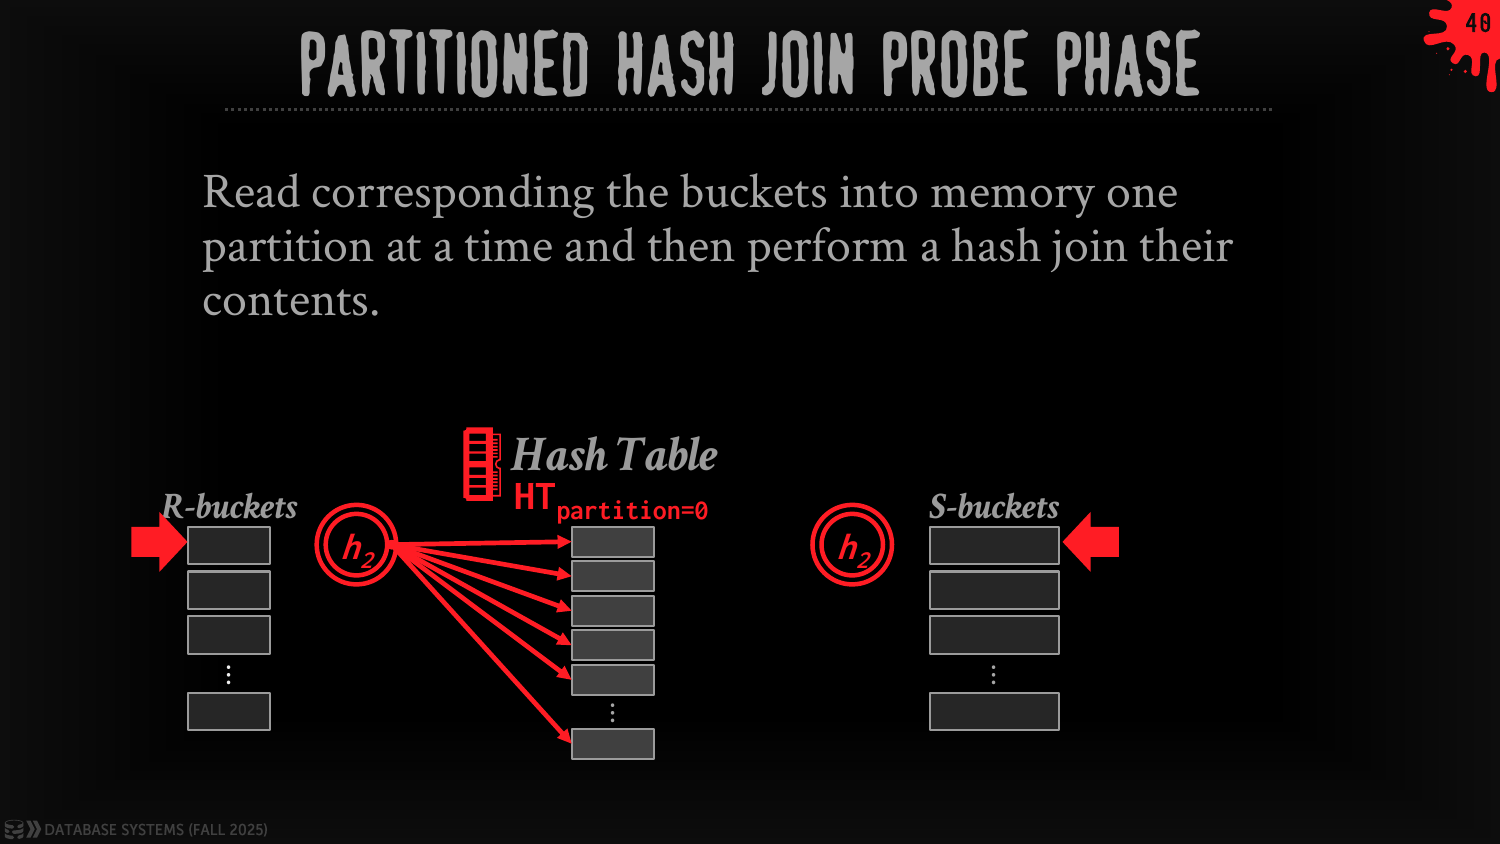 40
PARTITIONED HASH JOIN PROBE PHASE
Read corresponding the buckets into memory one
partition at a time and then perform a hash join their
contents.
Hash Table
HTpartition=0
R-buckets
S-buckets
h2
h2
⋮
⋮
⋮
DATABASE SYSTEMS (FALL 2025)